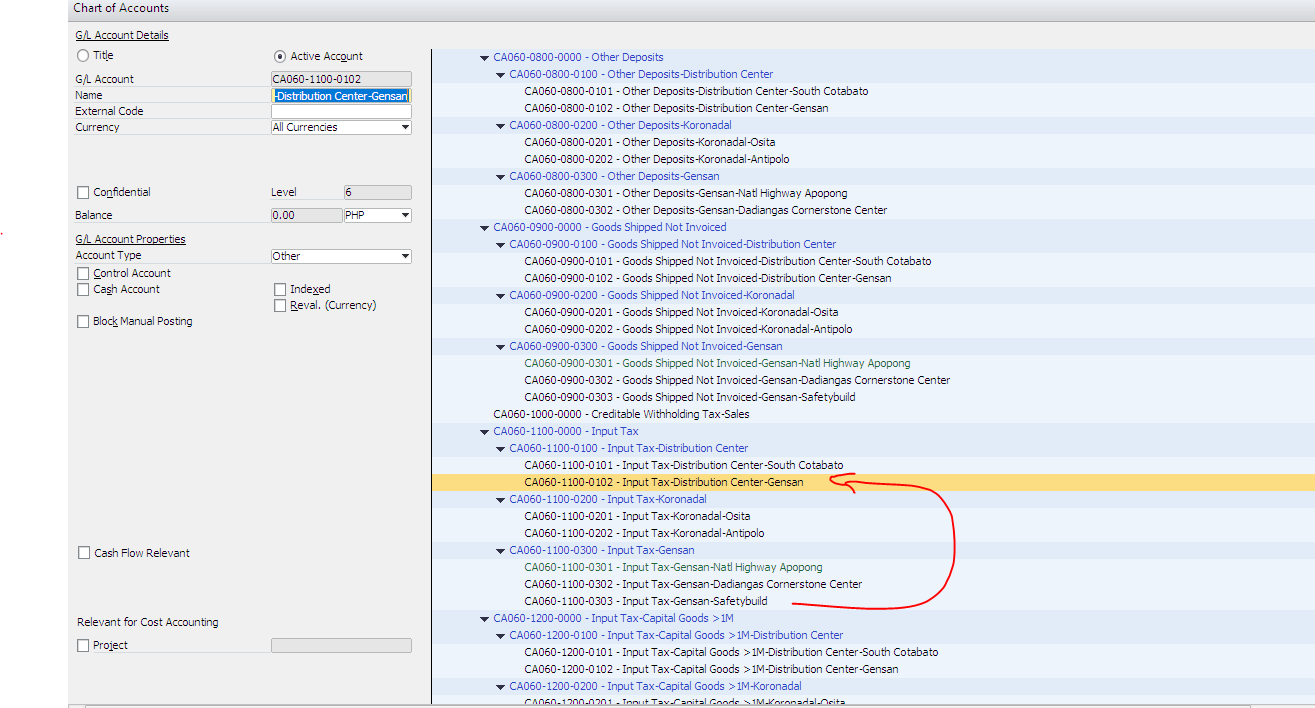 Chart of Accounts
G/L Account Details
Title
Active Account
G/L Account
CA060-1100-0102
Name
-Distribution Center-Gensan
External Code
Currency
All Currencies
Confidential
Level
6
Balance
0.00
PHP
G/L Account Properties
Account Type
Other
Control Account
Cash Account
Indexed
Reval. (Currency)
Block Manual Posting
Cash Flow Relevant
Relevant for Cost Accounting
Project
CA060-0800-0000 - Other Deposits
CA060-0800-0100 - Other Deposits-Distribution Center
CA060-0800-0101 - Other Deposits-Distribution Center-South Cotabato
CA060-0800-0102 - Other Deposits-Distribution Center-Gensan
CA060-0800-0200 - Other Deposits-Koronadal
CA060-0800-0201 - Other Deposits-Koronadal-Osita
CA060-0800-0202 - Other Deposits-Koronadal-Antipolo
CA060-0800-0300 - Other Deposits-Gensan
CA060-0800-0301 - Other Deposits-Gensan-Natl Highway Apopong
CA060-0800-0302 - Other Deposits-Gensan-Dadiangas Cornerstone Center
CA060-0900-0000 - Goods Shipped Not Invoiced
CA060-0900-0100 - Goods Shipped Not Invoiced-Distribution Center
CA060-0900-0101 - Goods Shipped Not Invoiced-Distribution Center-South Cotabato
CA060-0900-0102 - Goods Shipped Not Invoiced-Distribution Center-Gensan
CA060-0900-0200 - Goods Shipped Not Invoiced-Koronadal
CA060-0900-0201 - Goods Shipped Not Invoiced-Koronadal-Osita
CA060-0900-0202 - Goods Shipped Not Invoiced-Koronadal-Antipolo
CA060-0900-0300 - Goods Shipped Not Invoiced-Gensan
CA060-0900-0301 - Goods Shipped Not Invoiced-Gensan-Natl Highway Apopong
CA060-0900-0302 - Goods Shipped Not Invoiced-Gensan-Dadiangas Cornerstone Center
CA060-0900-0303 - Goods Shipped Not Invoiced-Gensan-Safetybuild
CA060-1000-0000 - Creditable Withholding Tax-Sales
CA060-1100-0000 - Input Tax
CA060-1100-0100 - Input Tax-Distribution Center
CA060-1100-0101 - Input Tax-Distribution Center-South Cotabato
CA060-1100-0102 - Input Tax-Distribution Center-Gensan
CA060-1100-0200 - Input Tax-Koronadal
CA060-1100-0201 - Input Tax-Koronadal-Osita
CA060-1100-0202 - Input Tax-Koronadal-Antipolo
CA060-1100-0300 - Input Tax-Gensan
CA060-1100-0301 - Input Tax-Gensan-Natl Highway Apopong
CA060-1100-0302 - Input Tax-Gensan-Dadiangas Cornerstone Center
CA060-1100-0303 - Input Tax-Gensan-Safetybuild
CA060-1200-0000 - Input Tax-Capital Goods >1M
CA060-1200-0100 - Input Tax-Capital Goods >1M-Distribution Center
CA060-1200-0101 - Input Tax-Capital Goods >1M-Distribution Center-South Cotabato
CA060-1200-0102 - Input Tax-Capital Goods >1M-Distribution Center-Gensan
CA060-1200-0200 - Input Tax-Capital Goods >1M-Koronadal
CA060-1200-0201 - Input Tax-Capital Goods >1M-Koronadal-Osita